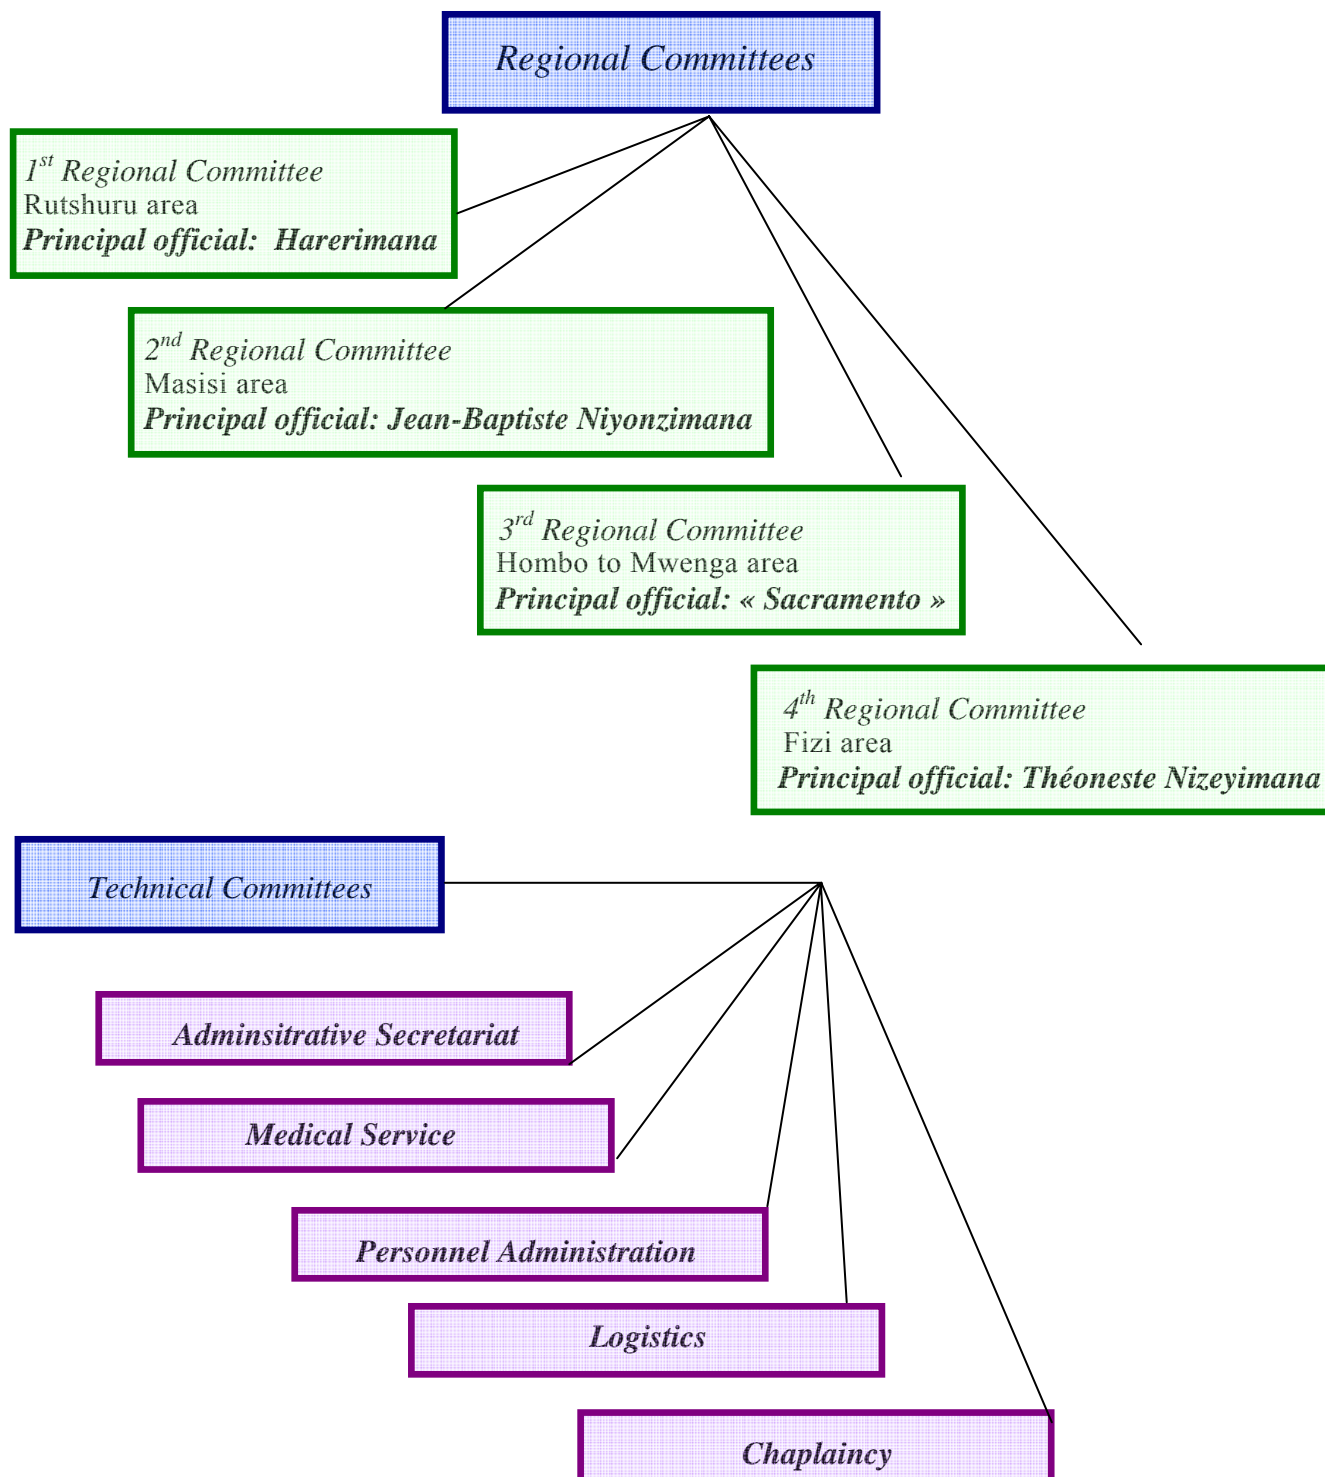 Regional Committees
1st Regional Committee
Rutshuru area
Principal official: Harerimana
2nd Regional Committee
Masisi area
Principal official: Jean-Baptiste Niyonzimana
3rd Regional Committee
Hombo to Mwenga area
Principal official: « Sacramento »
4th Regional Committee
Fizi area
Principal official: Théoneste Nizeyimana
Technical Committees
Adminsitrative Secretariat
Medical Service
Personnel Administration
Logistics
Chaplaincy